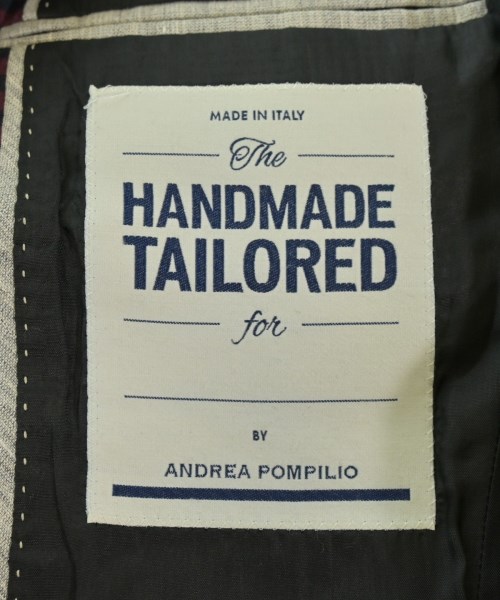 MADE IN ITALY
The
HANDMADE
TAILORED
for
BY
ANDREA POMPILIO